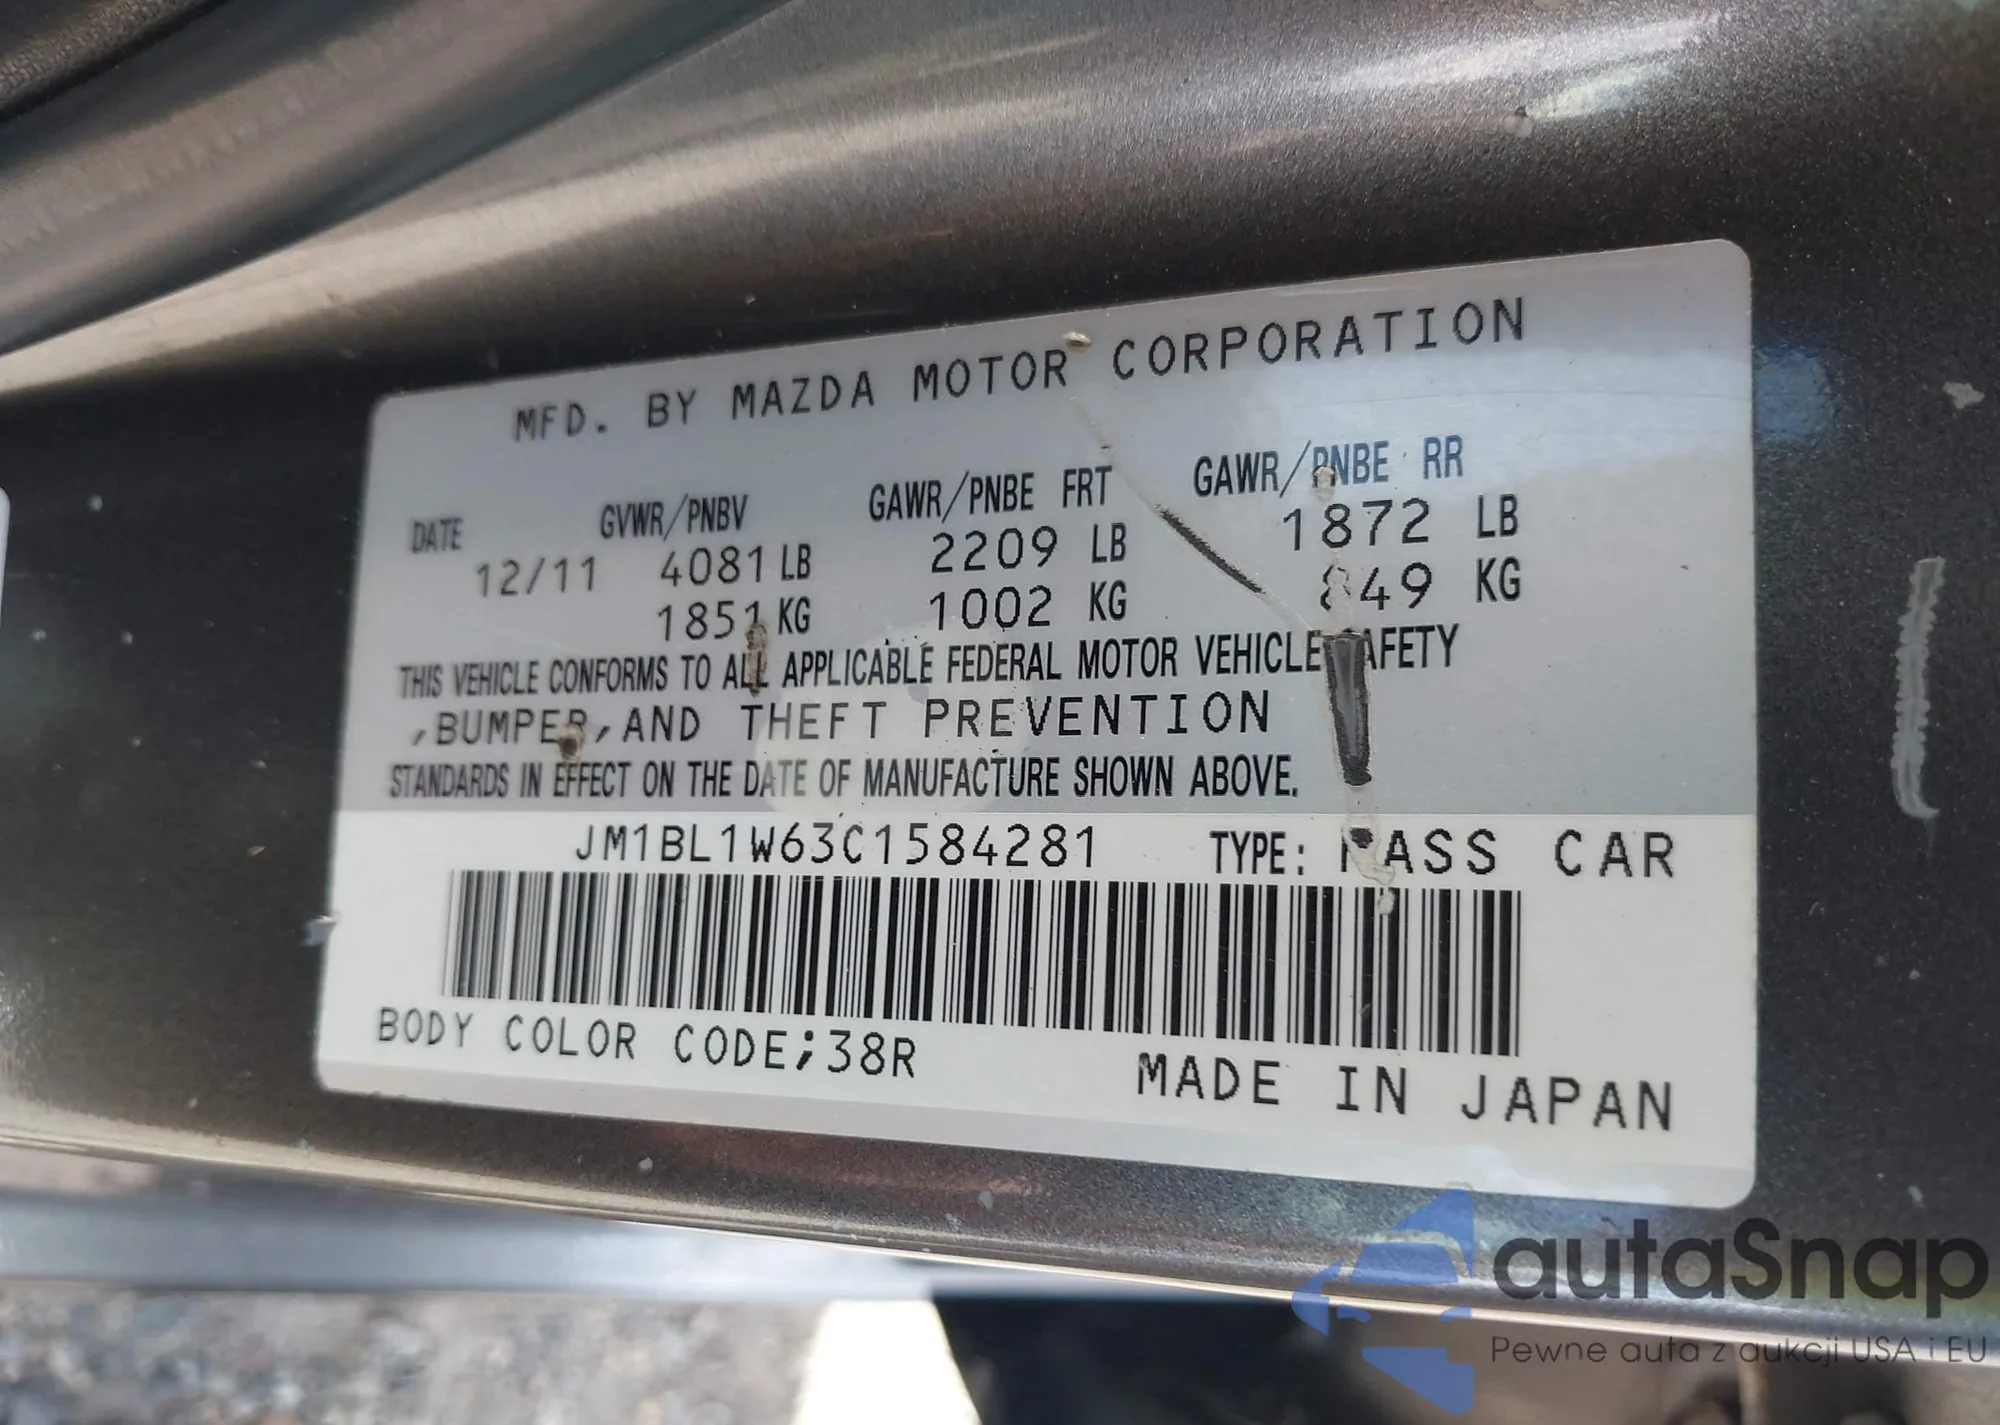 MFD. BY MAZDA MOTOR CORPORATION
DATE GVWR/PNBV GAWR/PNBE FRT GAWR/PNBE RR
12/11 4081 LB 2209 LB 1872 LB
1851 KG 1002 KG 849 KG
THIS VEHICLE CONFORMS TO ALL APPLICABLE FEDERAL MOTOR VEHICLE SAFETY
,BUMPER,AND THEFT PREVENTION
STANDARDS IN EFFECT ON THE DATE OF MANUFACTURE SHOWN ABOVE.
JM1BL1W63C1584281 TYPE: PASS CAR
BODY COLOR CODE;38R
MADE IN JAPAN
autaSnap
Pewne auta z aukcji USA i EU